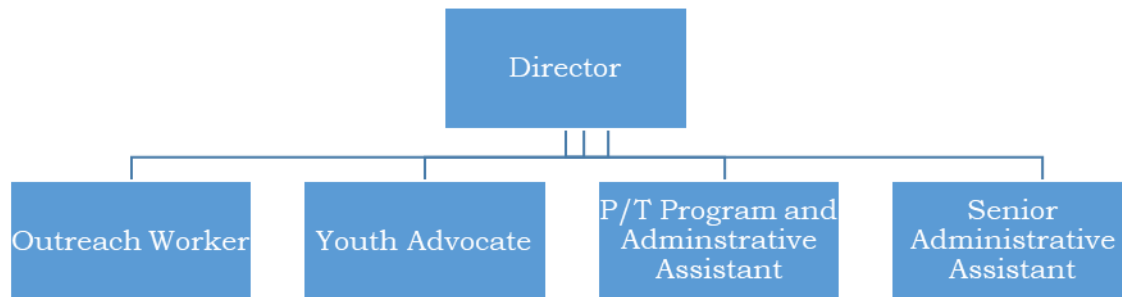 Director
Outreach Worker
Youth Advocate
P/T Program and
Adminstrative
Assistant
Senior
Administrative
Assistant